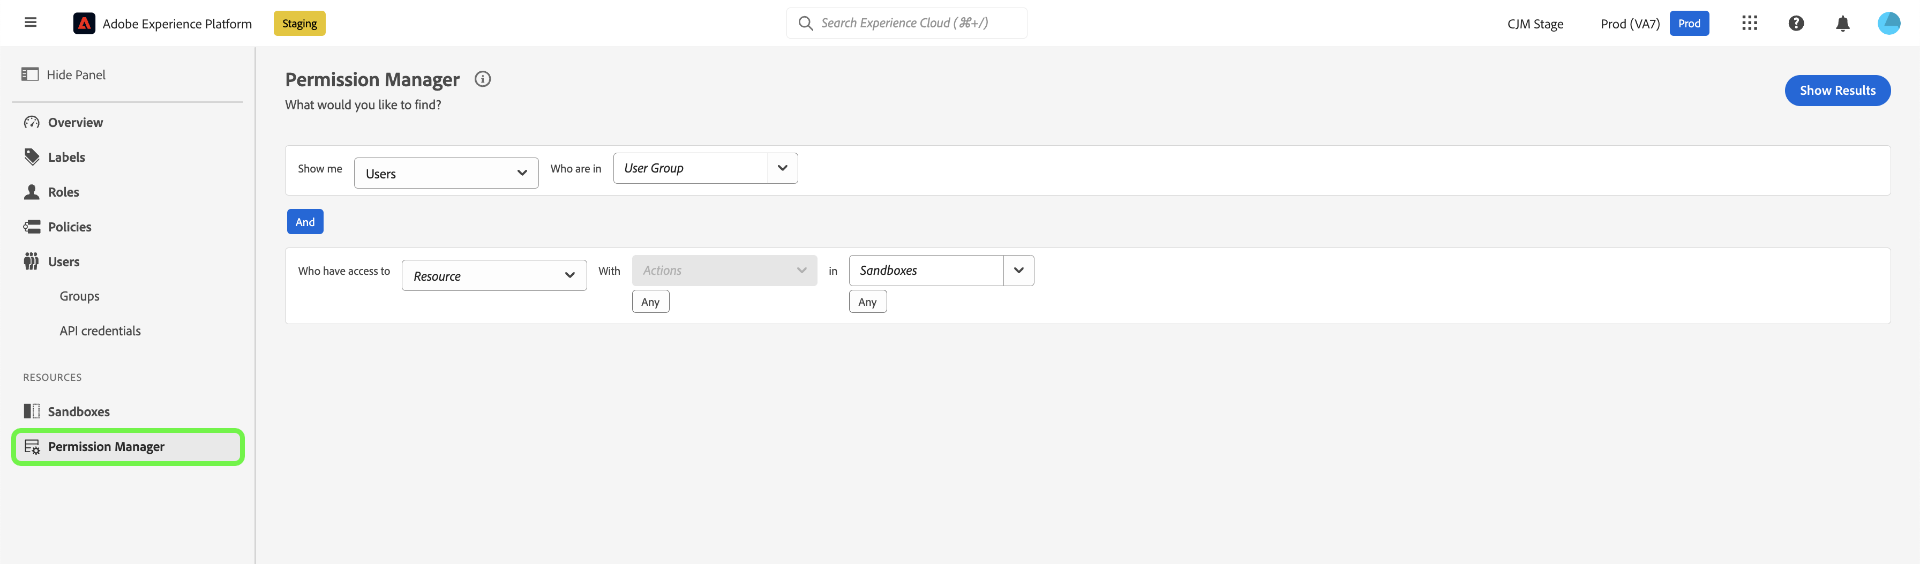 Adobe Experience Platform Staging Search Experience Cloud (⌘+/) CJM Stage Prod (VA7) Prod
Hide Panel
Overview
Labels
Roles
Policies
Users
Groups
API credentials
RESOURCES
Sandboxes
Permission Manager
Permission Manager
What would you like to find?
Show Results
Show me Users Who are in User Group
And
Who have access to Resource With Actions in Sandboxes
Any Any